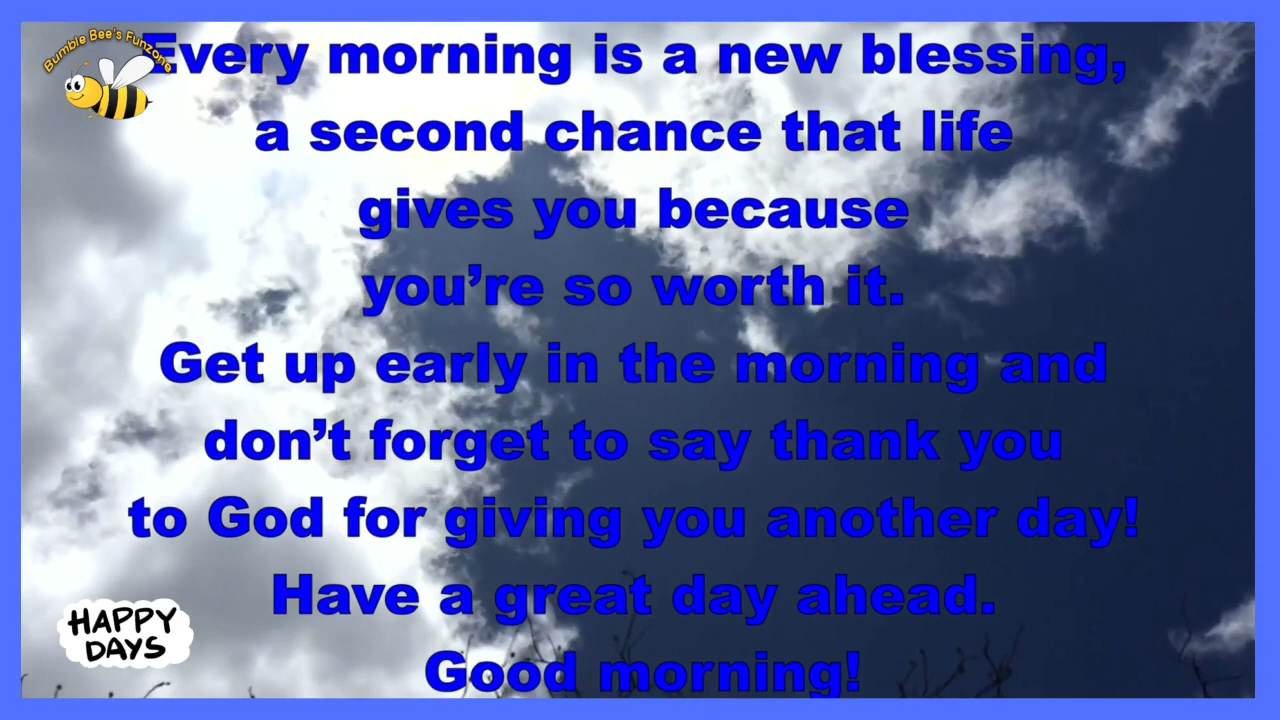 Bumble Bee's Funzone
Every morning is a new blessing,
a second chance that life
gives you because
you’re so worth it.
Get up early in the morning and
don’t forget to say thank you
to God for giving you another day!
Have a great day ahead.
Good morning!
HAPPY
DAYS